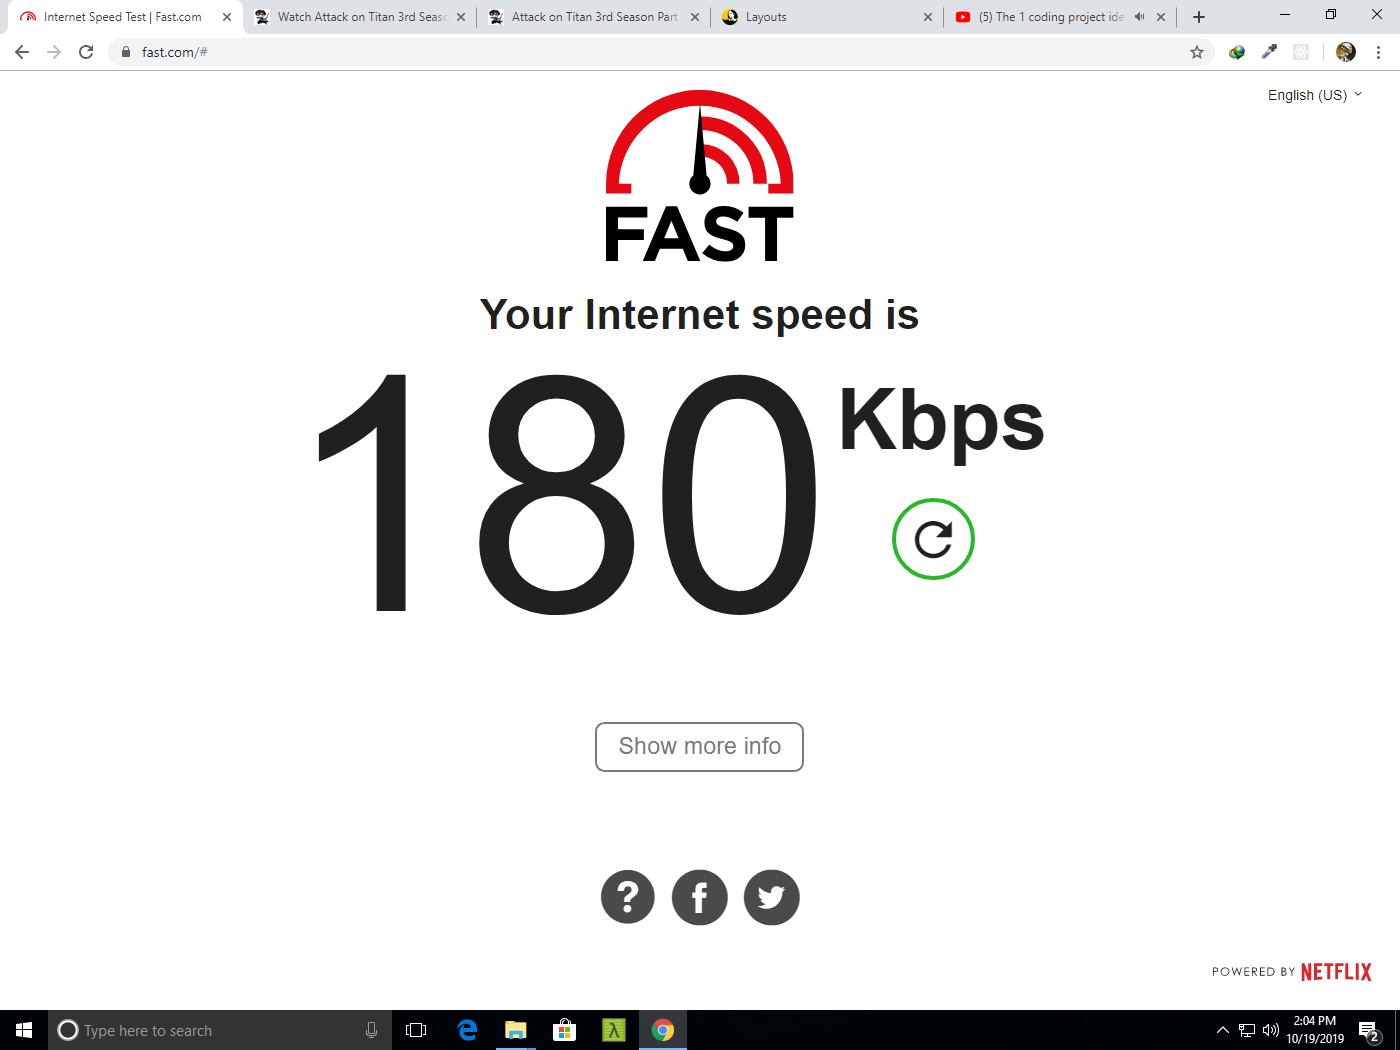 Internet Speed Test | Fast.com
Watch Attack on Titan 3rd Seaso
Attack on Titan 3rd Season Part
Layouts
(5) The 1 coding project ide
fast.com/#
English (US)
FAST
Your Internet speed is
180 Kbps
Show more info
POWERED BY NETFLIX
Type here to search
2:04 PM
10/19/2019
2